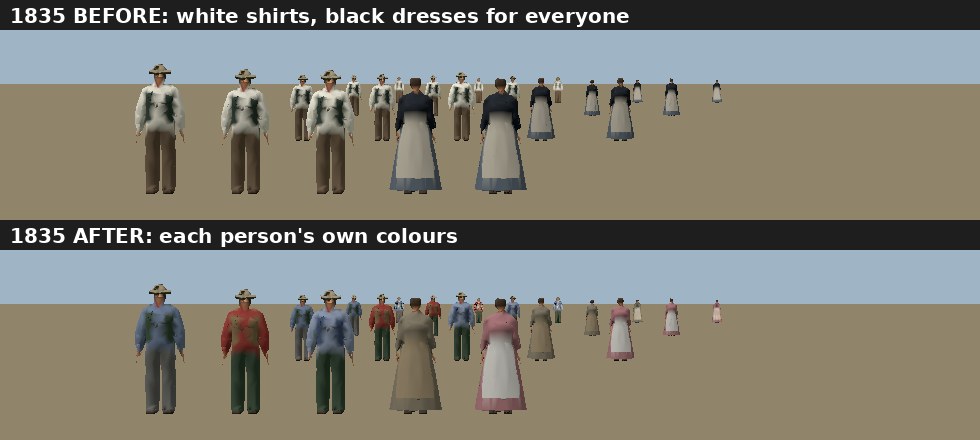 1835 BEFORE: white shirts, black dresses for everyone
1835 AFTER: each person's own colours